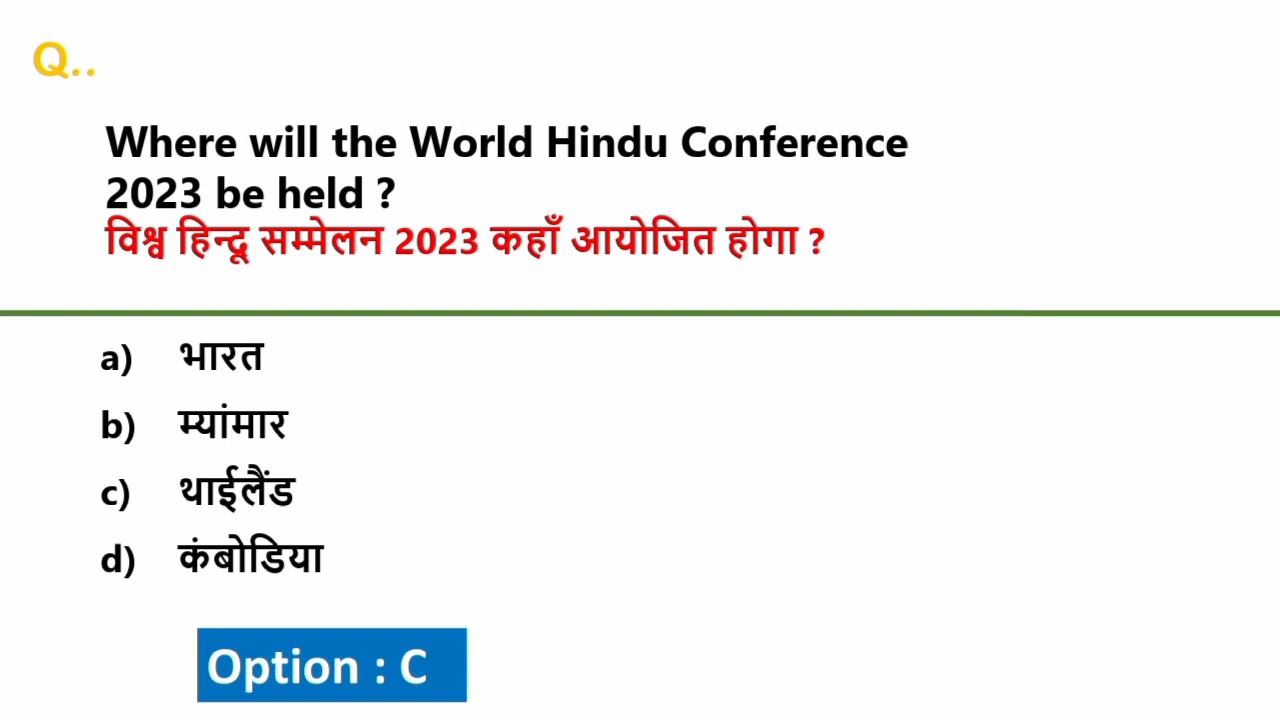 Q..
Where will the World Hindu Conference
2023 be held ?
विश्व हिन्दू सम्मेलन 2023 कहाँ आयोजित होगा ?
a) भारत
b) म्यांमार
c) थाईलैंड
d) कंबोडिया
Option : C